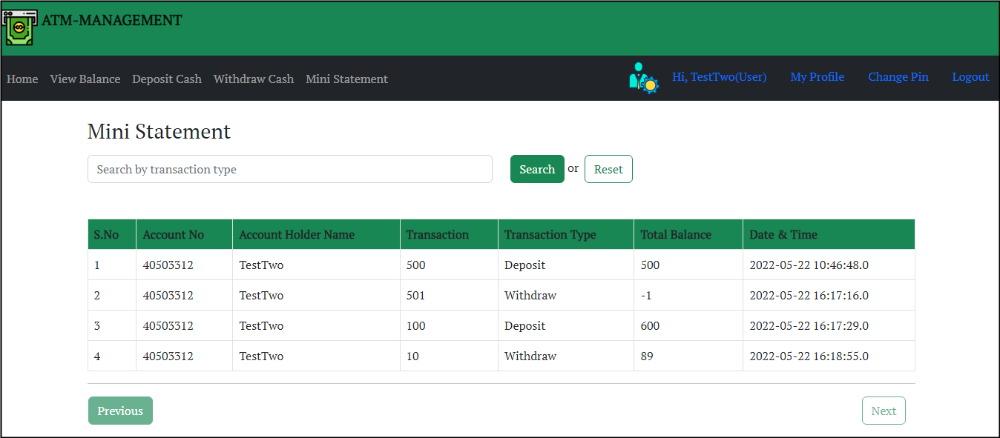 ATM-MANAGEMENT
Home View Balance Deposit Cash Withdraw Cash Mini Statement Hi, TestTwo(User) My Profile Change Pin Logout
Mini Statement
Search by transaction type Search or Reset
S.No Account No Account Holder Name Transaction Transaction Type Total Balance Date & Time
1 40503312 TestTwo 500 Deposit 500 2022-05-22 10:46:48.0
2 40503312 TestTwo 501 Withdraw -1 2022-05-22 16:17:16.0
3 40503312 TestTwo 100 Deposit 600 2022-05-22 16:17:29.0
4 40503312 TestTwo 10 Withdraw 89 2022-05-22 16:18:55.0
Previous Next